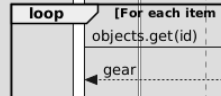 loop [For each item
objects.get(id)
gear